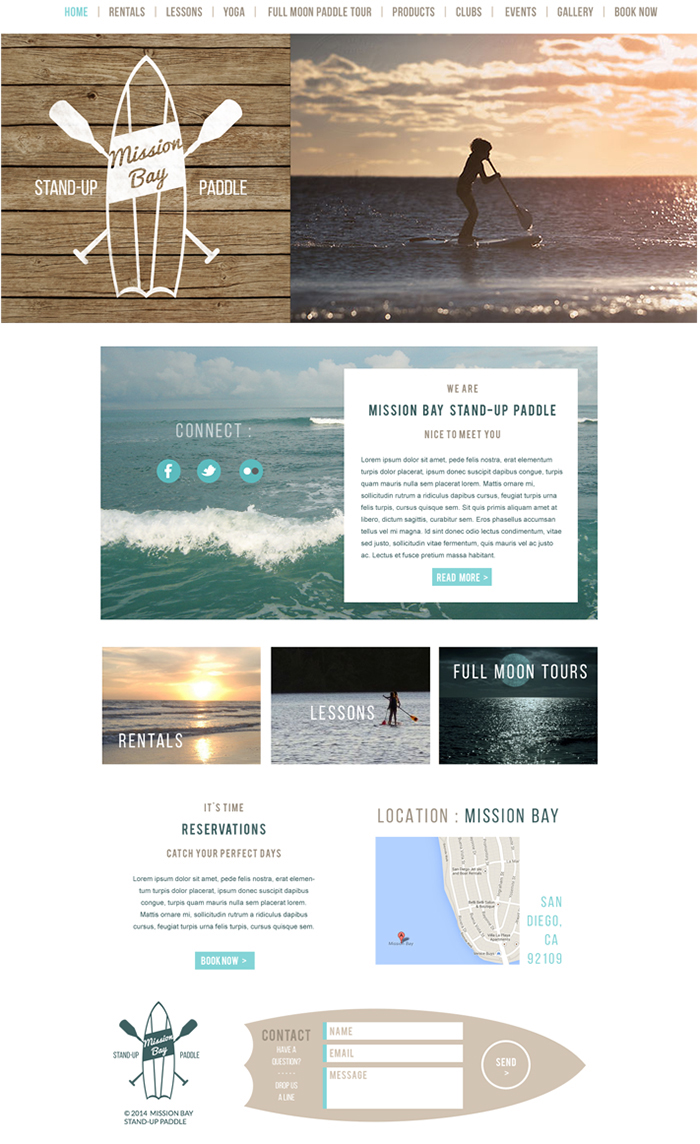 HOME | RENTALS | LESSONS | YOGA | FULL MOON PADDLE TOUR | PRODUCTS | CLUBS | EVENTS | GALLERY | BOOK NOW
Mission
Bay
STAND-UP PADDLE
CONNECT :
WE ARE
MISSION BAY STAND-UP PADDLE
NICE TO MEET YOU
Lorem ipsum dolor sit amet, pede felis nostra, erat elementum
turpis dolor placerat, ipsum donec suscipit dapibus congue, turpis
quam mauris nulla sem placerat lorem. Mattis ornare mi,
sollicitudin rutrum a ridiculus dapibus cursus, feugiat turpis urna
felis turpis, cursus quisque sem. Sit quis primis aliquam amet at
libero, dictum sagittis, curabitur sem. Eros phasellus accumsan
tellus vel mi magna. Id sint donec odio lectus condimentum, vitae
sed justo, sollicitudin vitae fermentum, quis mauris vel ac justo
ac. Lectus et fusce pretium massa habitant.
READ MORE >
RENTALS
LESSONS
FULL MOON TOURS
IT'S TIME
RESERVATIONS
CATCH YOUR PERFECT DAYS
Lorem ipsum dolor sit amet, pede felis nostra, erat elemen-
tum turpis dolor placerat, ipsum donec suscipit dapibus
congue, turpis quam mauris nulla sem placerat lorem.
Mattis ornare mi, sollicitudin rutrum a ridiculus dapibus
cursus, feugiat turpis urna felis turpis, cursus quisque sem.
BOOK NOW >
LOCATION : MISSION BAY
Mission Bay
SAN
DIEGO,
CA
92109
Mission
Bay
STAND-UP PADDLE
© 2014 MISSION BAY
STAND-UP PADDLE
CONTACT
HAVE A
QUESTION?
-----
DROP US
A LINE
NAME
EMAIL
MESSAGE
SEND
>